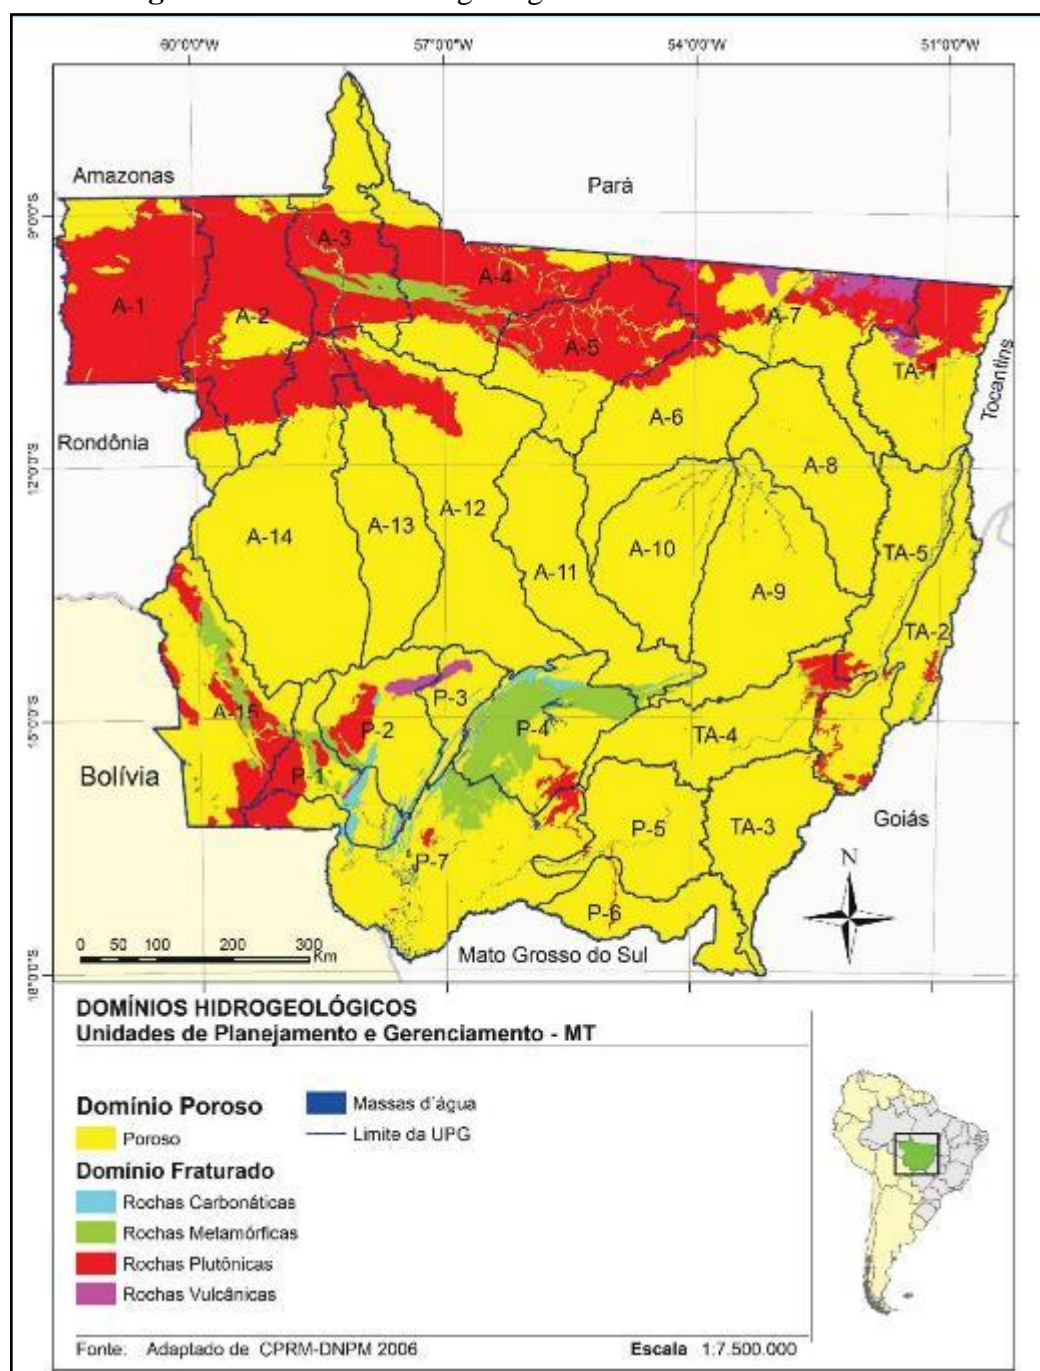 60°0'0"W 57°0'0"W 54°0'0"W 51°0'0"W
Amazonas
Pará
9°0'0"S
A-3
A-4
A-1
A-2
A-7
A-5
TA-1
Tocantins
A-6
Rondônia
12°0'0"S
A-8
A-12
A-13
A-14
A-10
TA-5
A-11
A-9
TA-2
P-3
A-15
P-2
P-4
TA-4
15°0'0"S
Bolívia
P-1
Goiás
P-5
TA-3
P-7
N
P-6
0 50 100 200 300
Km
Mato Grosso do Sul
18°0'0"S
DOMÍNIOS HIDROGEOLÓGICOS
Unidades de Planejamento e Gerenciamento - MT
Domínio Poroso
Poroso
Massas d´água
Limite da UPG
Domínio Fraturado
Rochas Carbonáticas
Rochas Metamórficas
Rochas Plutônicas
Rochas Vulcânicas
Fonte: Adaptado de CPRM-DNPM 2006 Escala 1:7.500.000